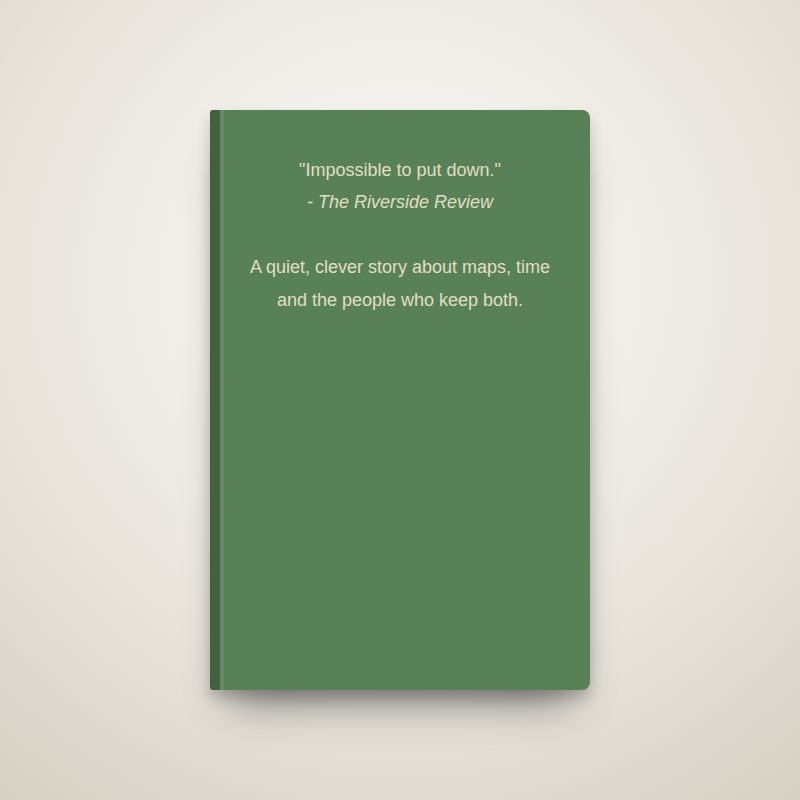 "Impossible to put down."
- The Riverside Review
A quiet, clever story about maps, time
and the people who keep both.